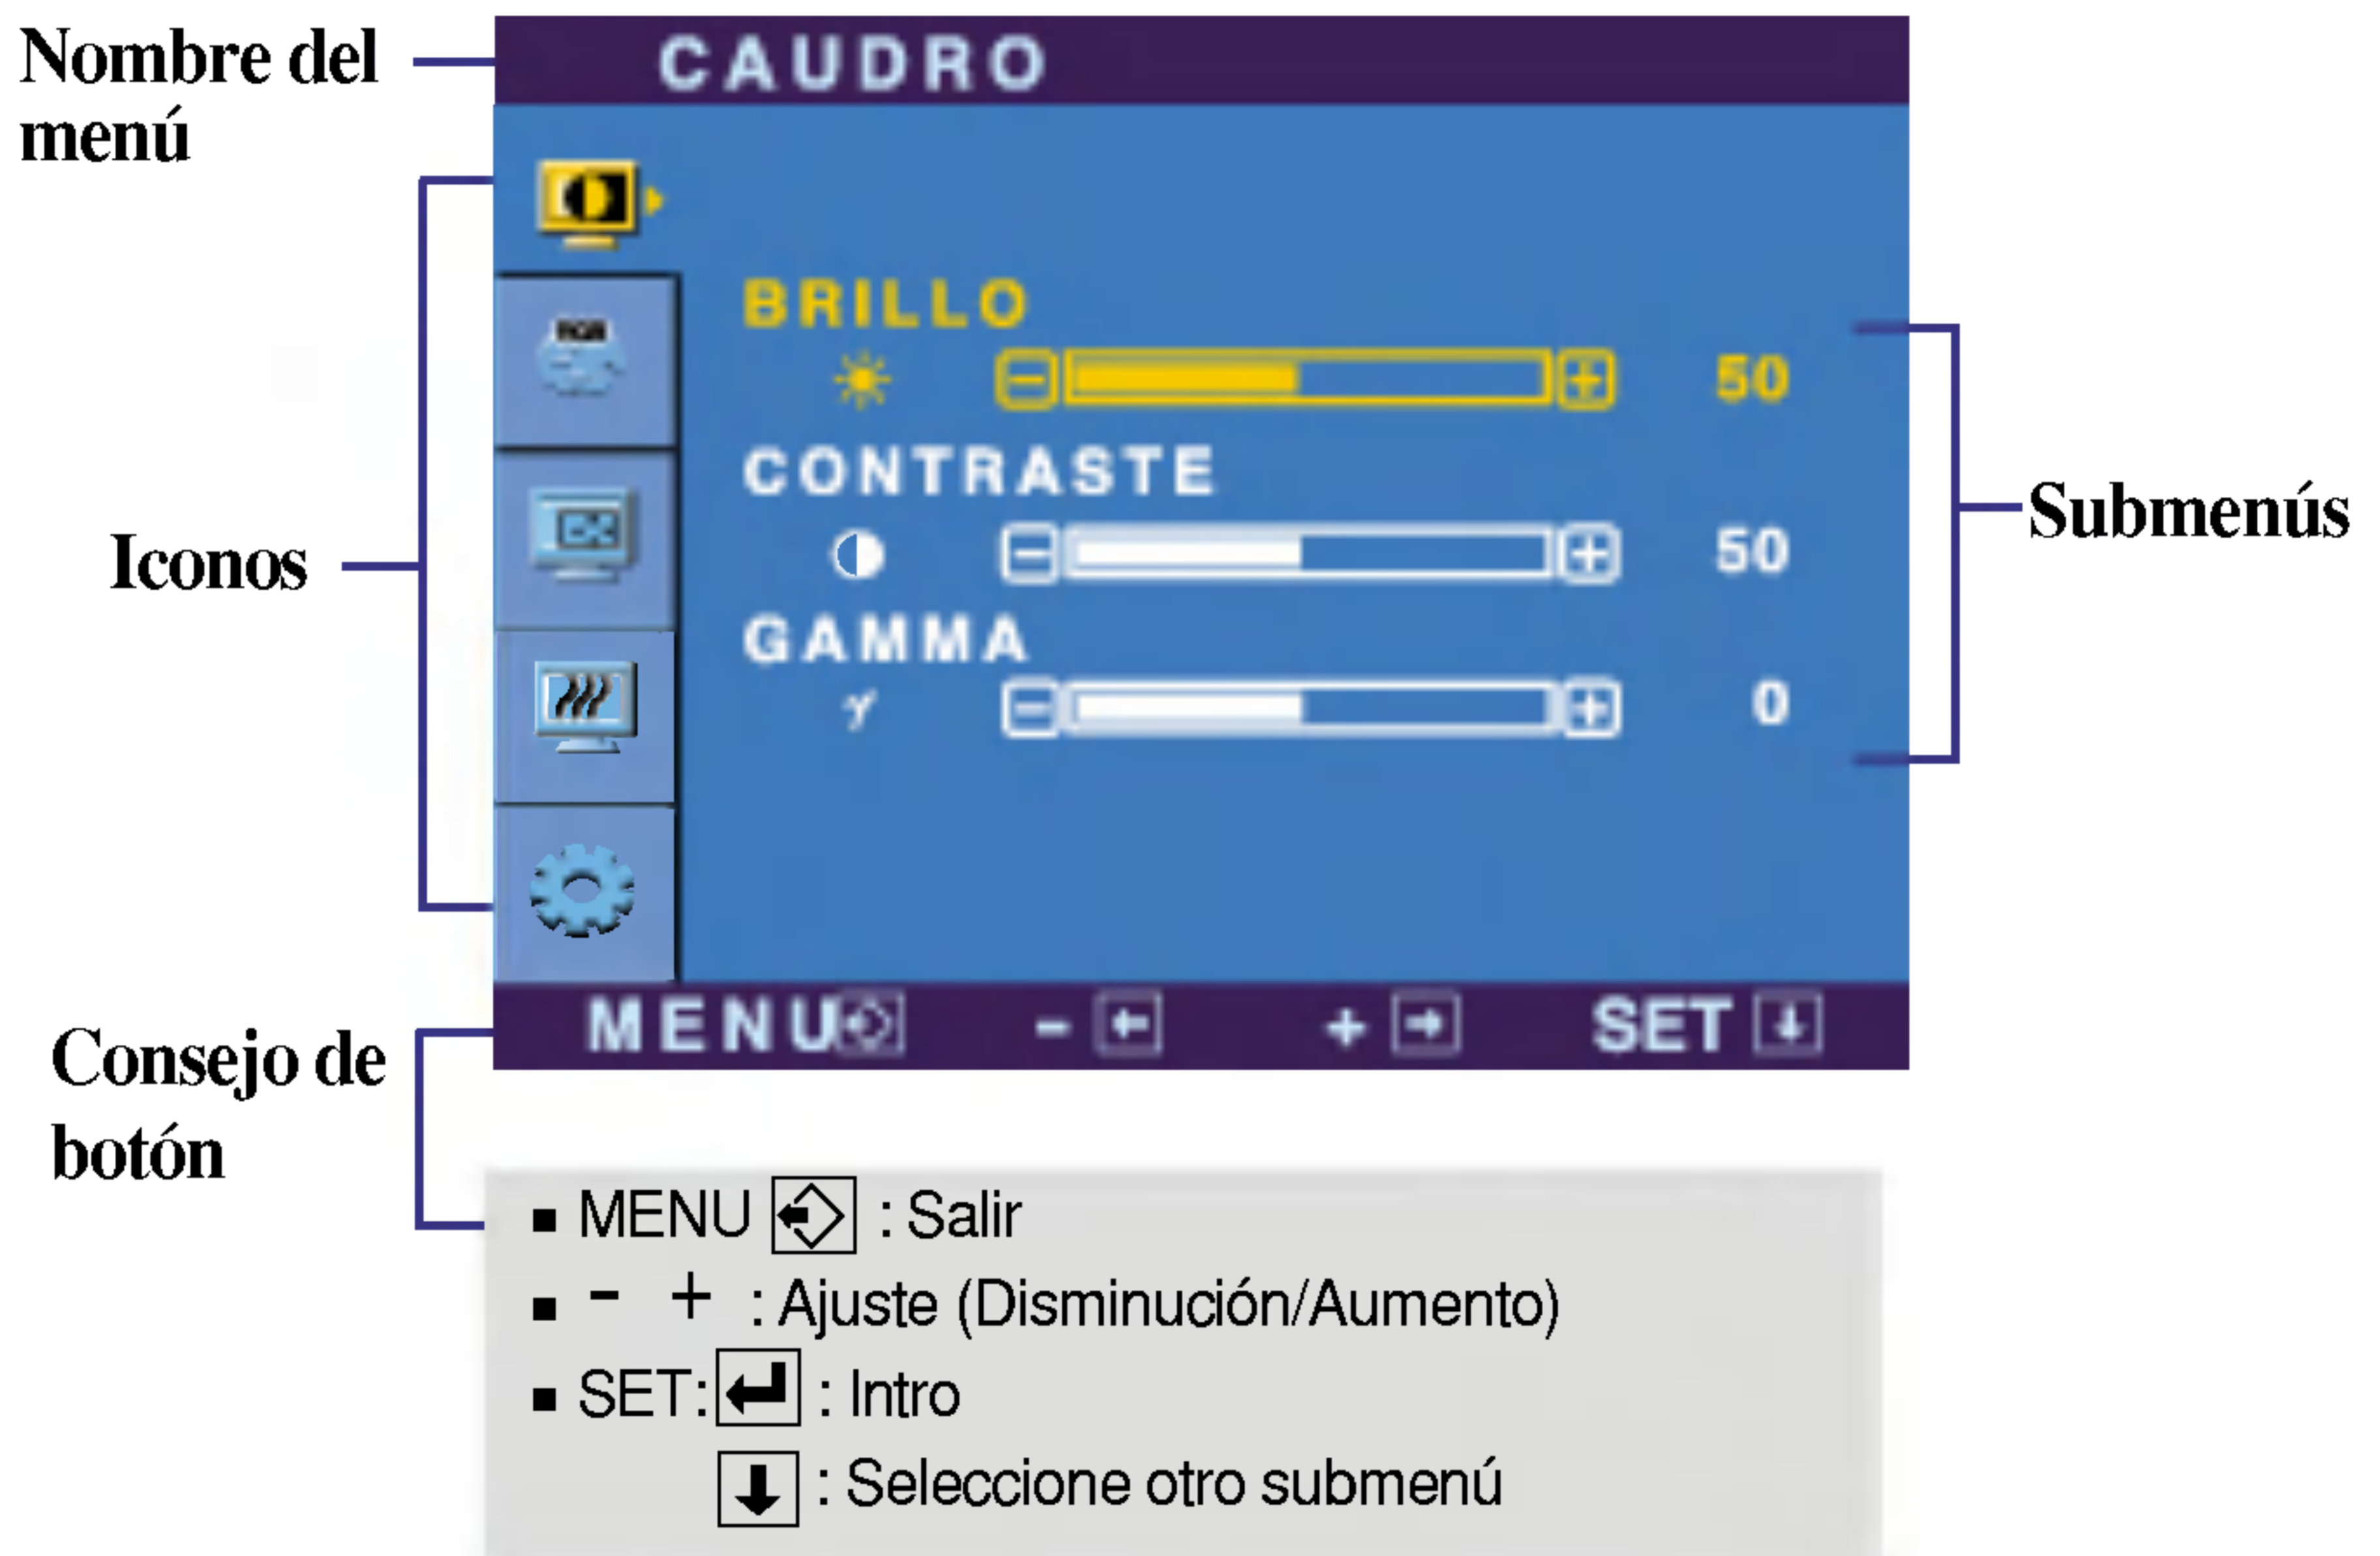 Nombre del
menú
CAUDRO
BRILLO
50
CONTRASTE
50
GAMMA
γ 0
Iconos
Submenús
MENU - + SET
Consejo de
botón
■ MENU : Salir
■ - + : Ajuste (Disminución/Aumento)
■ SET: : Intro
: Seleccione otro submenú